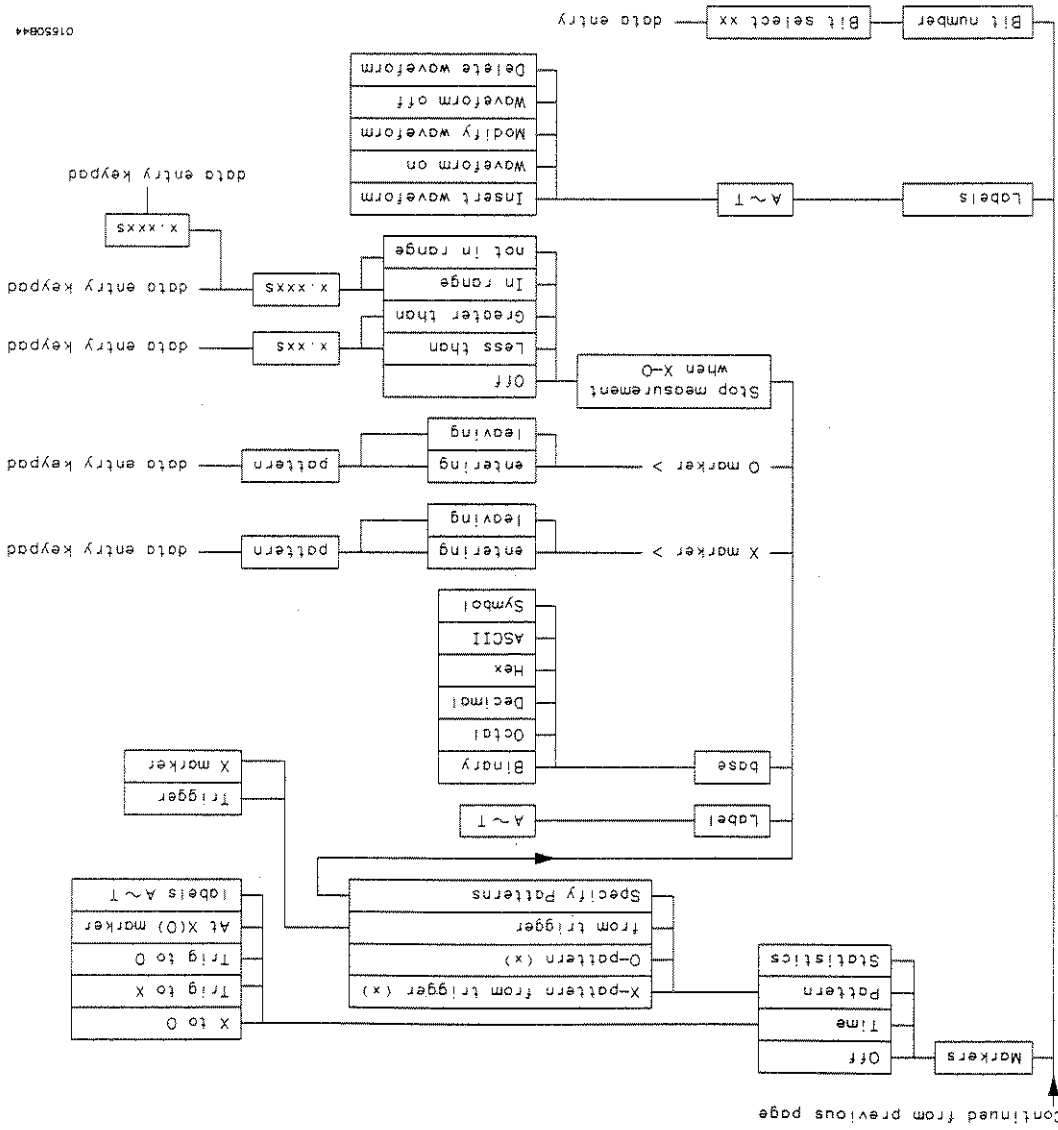 Continued from previous page
Markers
Off
Time
Pattern
Statistics
X to O
Trig to X
Trig to O
At X(O) marker
labels A~T
X-pattern from trigger (x)
O-pattern (x)
from trigger
Specify Patterns
Trigger
X marker
Label
A~T
base
Binary
Octal
Decimal
Hex
ASCII
Symbol
X marker >
entering
leaving
pattern
data entry keypad
O marker >
entering
leaving
pattern
data entry keypad
Stop measurement
when X-O
Off
Less than
Greater than
In range
not in range
x.xxs
data entry keypad
x.xxxs
data entry keypad
x.xxxs
data entry keypad
Labels
A~T
Insert waveform
Waveform on
Modify waveform
Waveform off
Delete waveform
Bit number
Bit select xx
data entry
01650B44